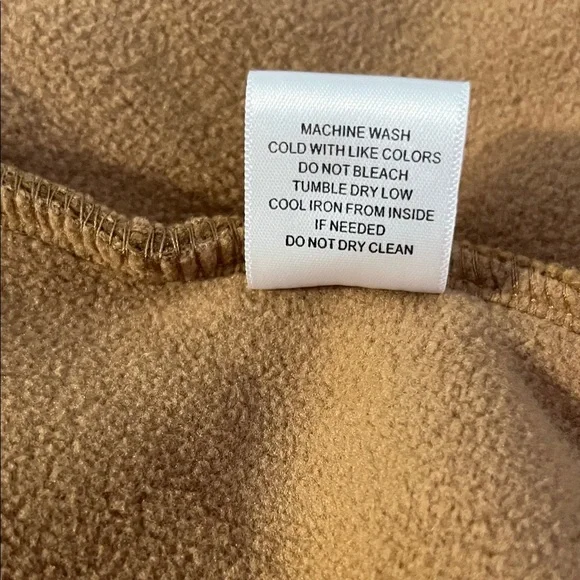 MACHINE WASH
COLD WITH LIKE COLORS
DO NOT BLEACH
TUMBLE DRY LOW
COOL IRON FROM INSIDE
IF NEEDED
DO NOT DRY CLEAN